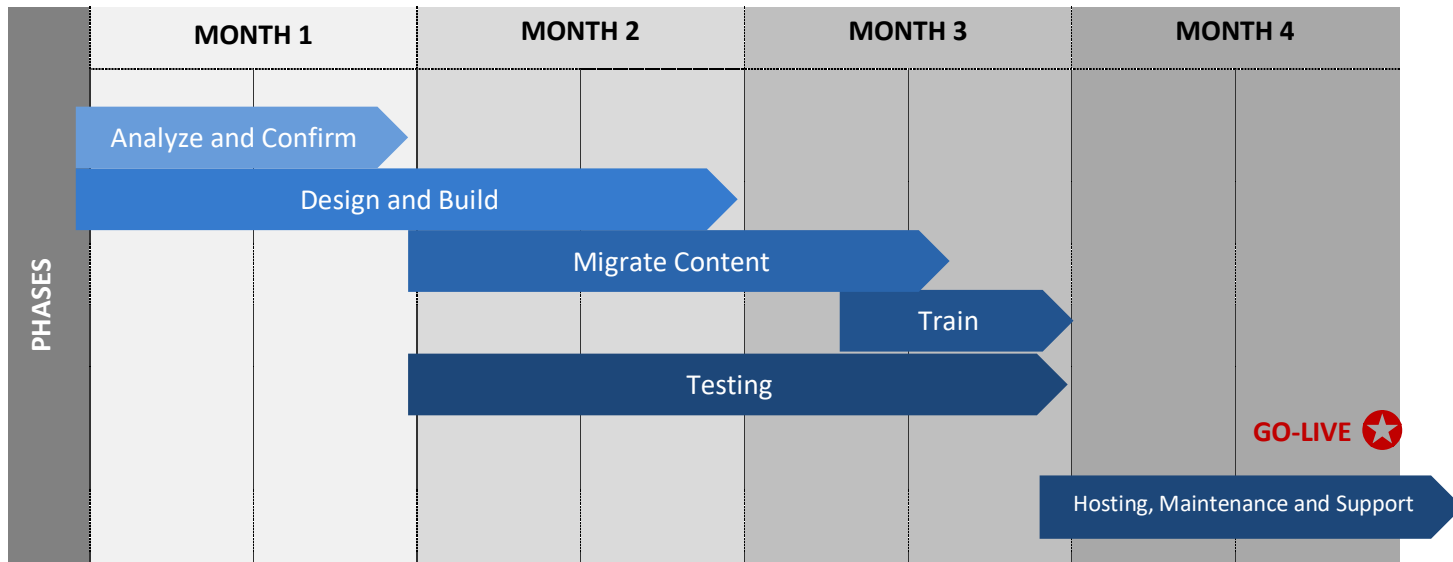 MONTH 1
MONTH 2
MONTH 3
MONTH 4
PHASES
Analyze and Confirm
Design and Build
Migrate Content
Train
Testing
GO-LIVE
Hosting, Maintenance and Support